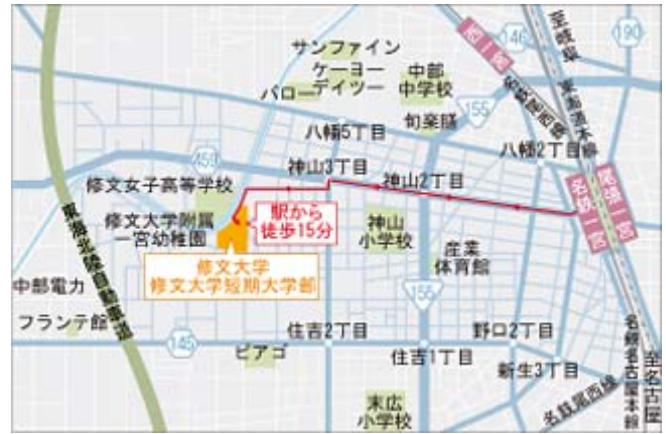 サンファイン
ケーヨー
デイツー
バロー
中部
中学校
146
190
至岐阜
西一宮
名鉄尾西線
東海道本線
155
旬楽膳
八幡5丁目
八幡2丁目
459
神山3丁目
神山2丁目
修文女子高等学校
修文大学附属
一宮幼稚園
駅から
徒歩15分
神山
小学校
名鉄一宮
尾張一宮
修文大学
修文大学短期大学部
産業
体育館
東海北陸自動車道
中部電力
フランテ館
155
145
住吉2丁目
野口2丁目
ピアゴ
住吉1丁目
新生3丁目
末広
小学校
名鉄尾西線
名鉄名古屋本線
至名古屋